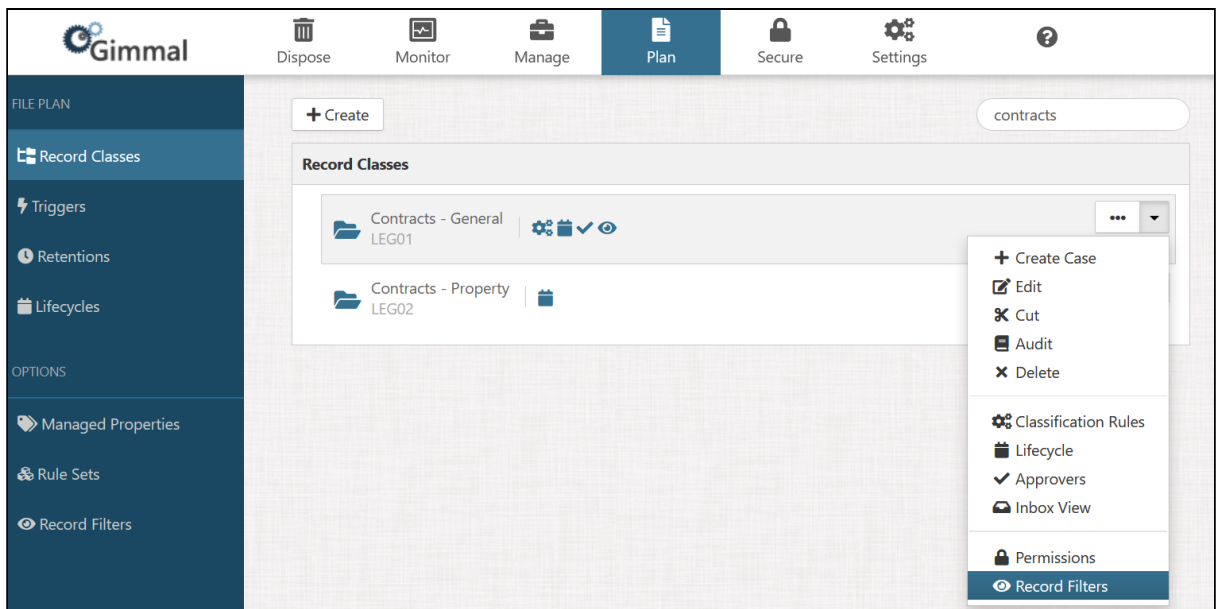 Gimmal
Dispose
Monitor
Manage
Plan
Secure
Settings
FILE PLAN
Record Classes
Triggers
Retentions
Lifecycles
OPTIONS
Managed Properties
Rule Sets
Record Filters
Create
contracts
Record Classes
Contracts - General
LEG01
Contracts - Property
LEG02
Create Case
Edit
Cut
Audit
Delete
Classification Rules
Lifecycle
Approvers
Inbox View
Permissions
Record Filters